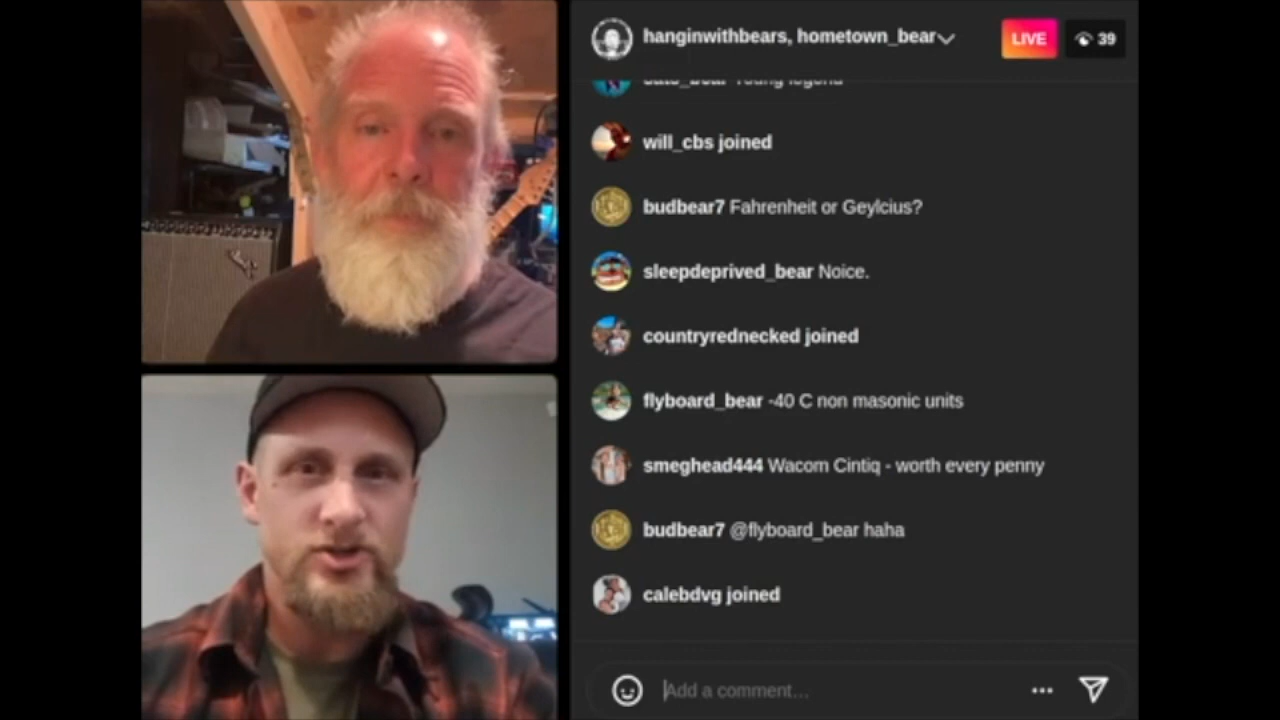 hanginwithbears, hometown_bear
LIVE
39
will_cbs joined
budbear7 Fahrenheit or Geylcius?
sleepdeprived_bear Noice.
countryrednecked joined
flyboard_bear -40 C non masonic units
smeghead444 Wacom Cintiq - worth every penny
budbear7 @flyboard_bear haha
calebdvg joined
Add a comment...